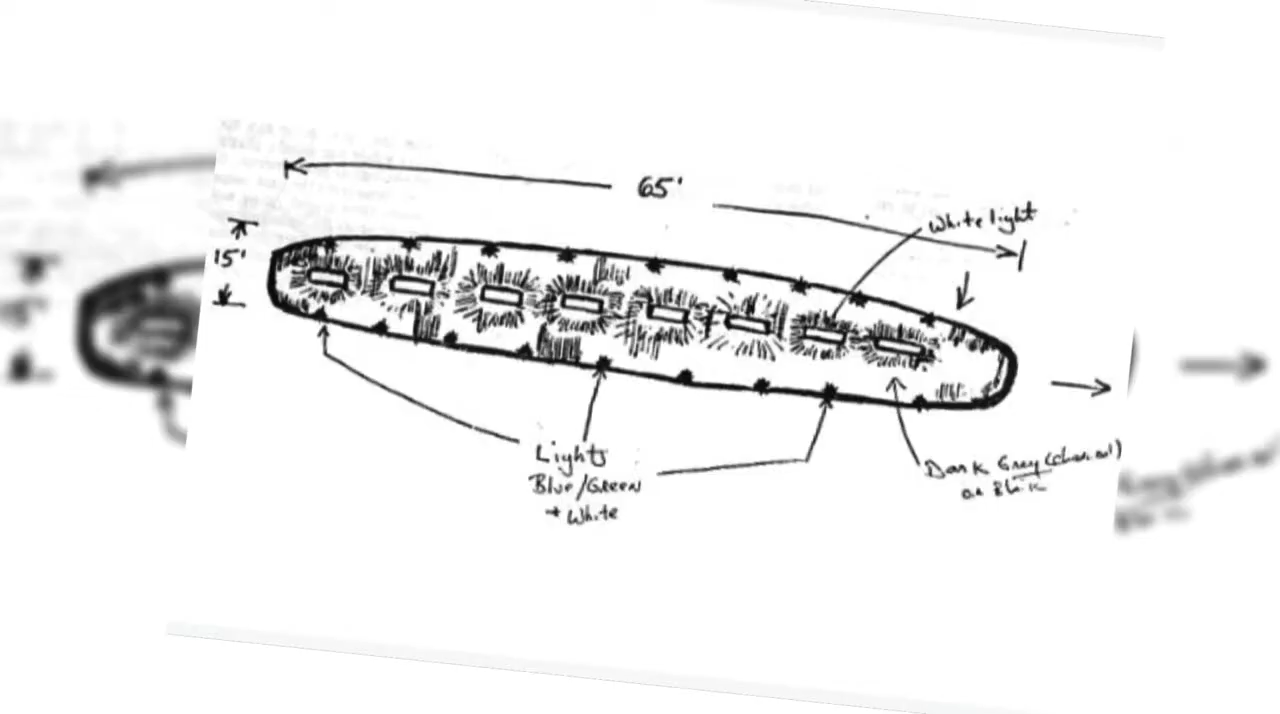 65'
White light
15'
Lights
Blue/Green
+ White
Dark Grey (charcoal)
or Black